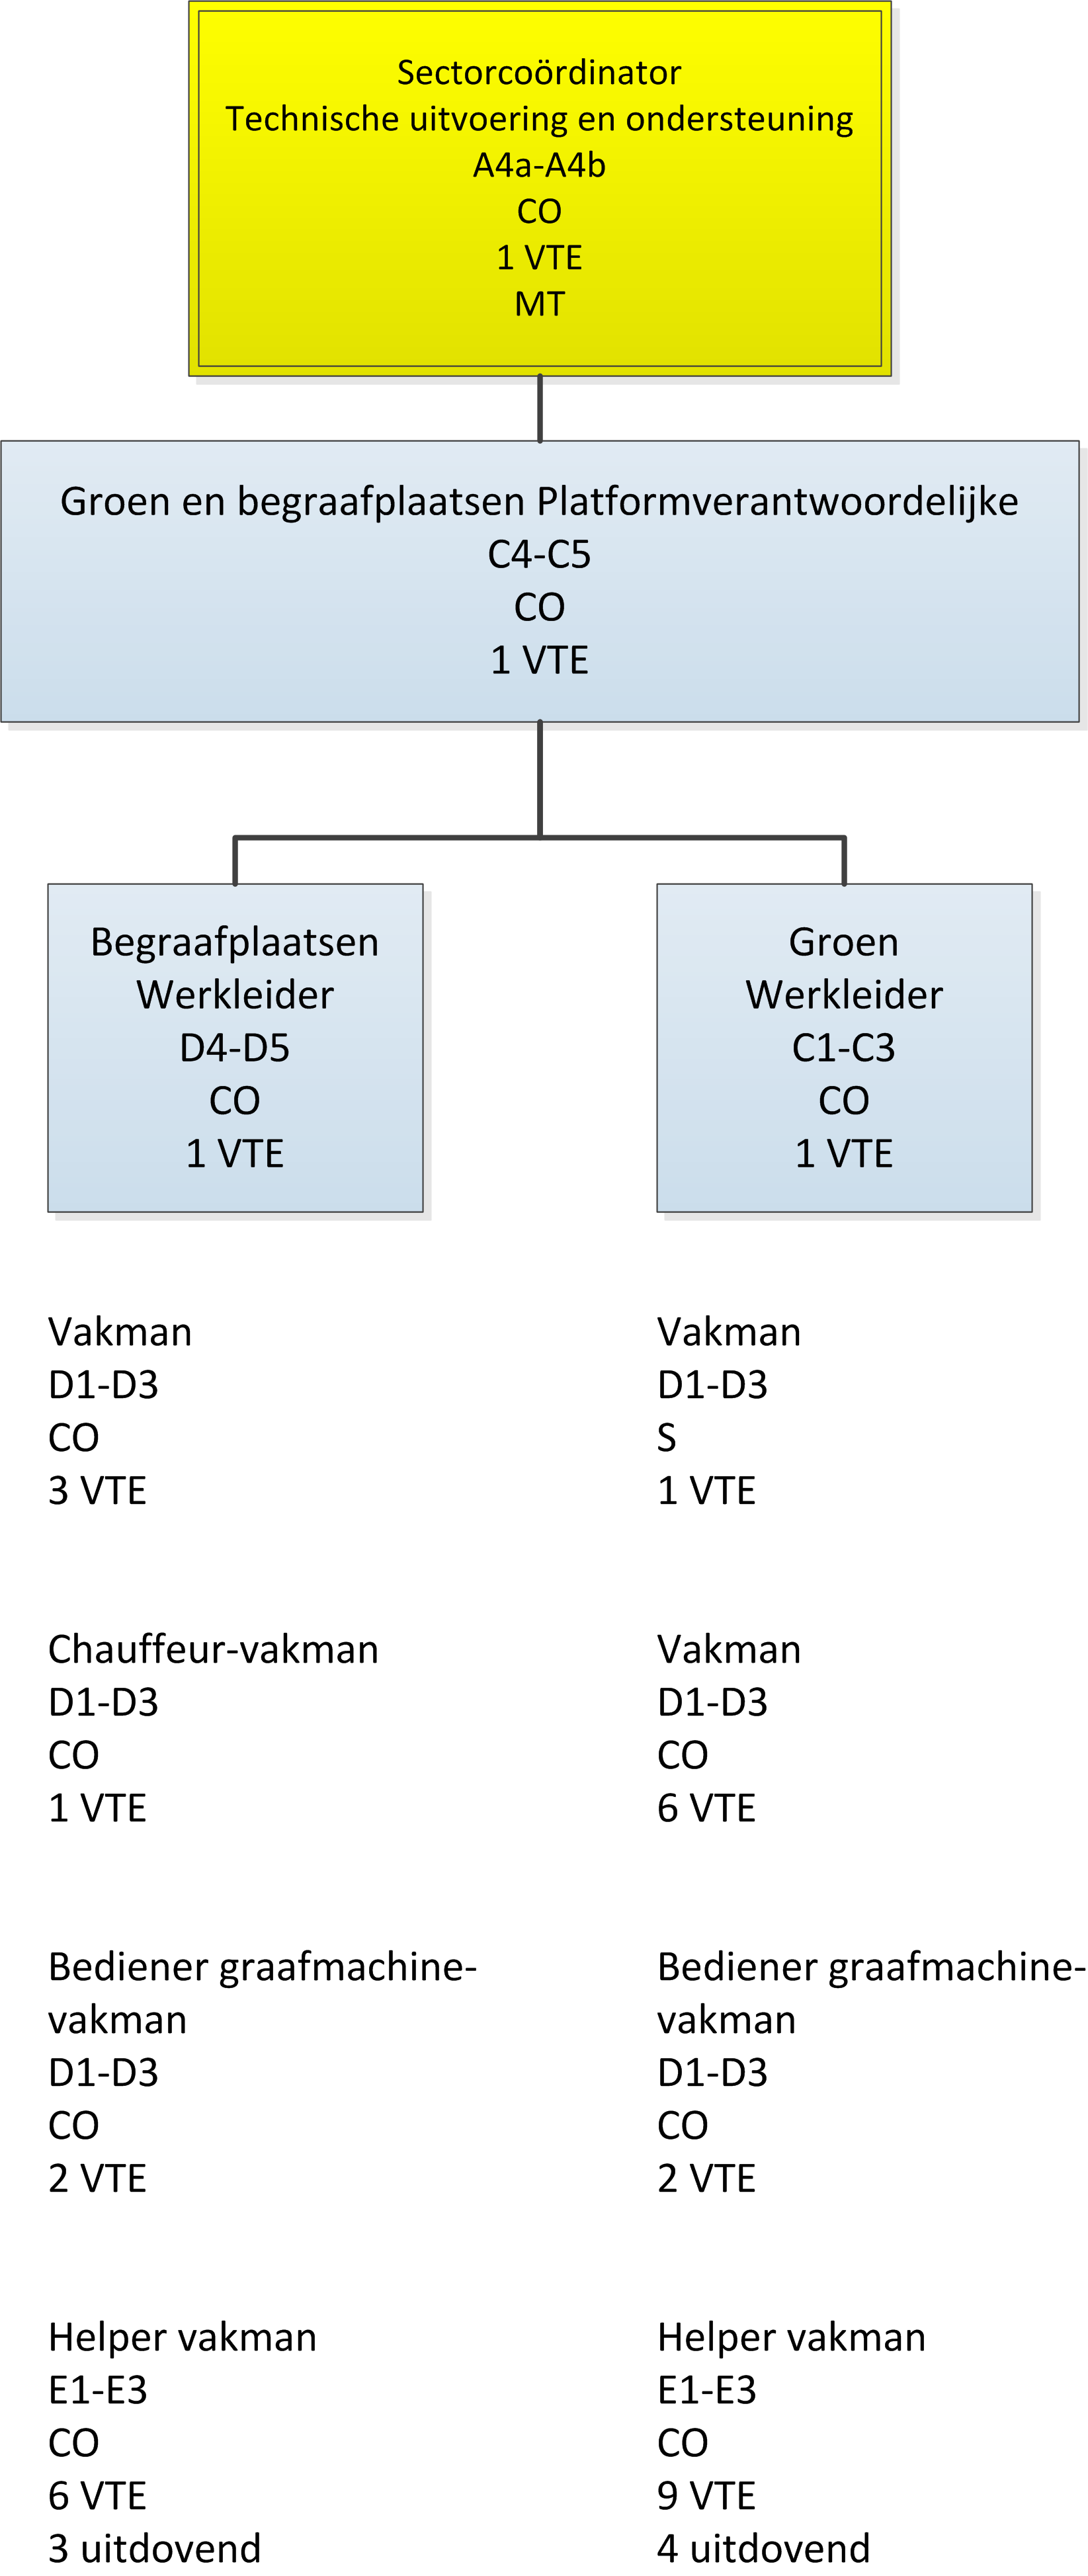 Sectorcoördinator
Technische uitvoering en ondersteuning
A4a-A4b
CO
1 VTE
MT
Groen en begraafplaatsen Platformverantwoordelijke
C4-C5
CO
1 VTE
Begraafplaatsen
Werkleider
D4-D5
CO
1 VTE
Groen
Werkleider
C1-C3
CO
1 VTE
Vakman
D1-D3
CO
3 VTE
Chauffeur-vakman
D1-D3
CO
1 VTE
Bediener graafmachine-
vakman
D1-D3
CO
2 VTE
Helper vakman
E1-E3
CO
6 VTE
3 uitdovend
Vakman
D1-D3
S
1 VTE
Vakman
D1-D3
CO
6 VTE
Bediener graafmachine-
vakman
D1-D3
CO
2 VTE
Helper vakman
E1-E3
CO
9 VTE
4 uitdovend